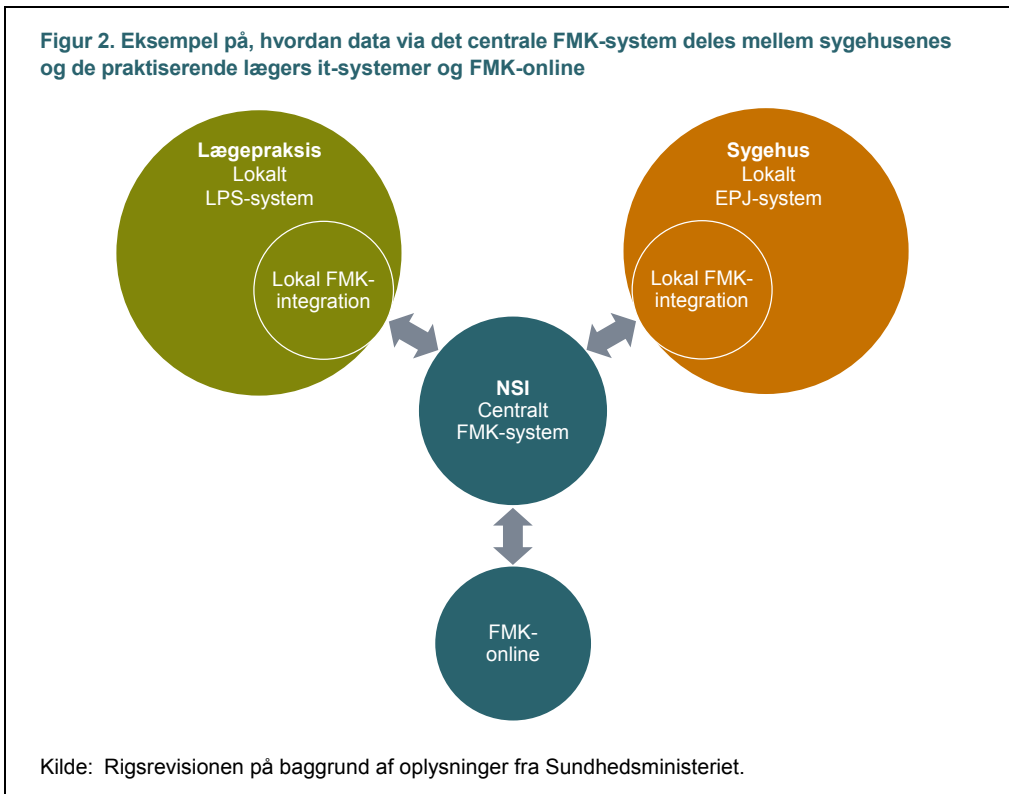 Figur 2. Eksempel på, hvordan data via det centrale FMK-system deles mellem sygehusenes
og de praktiserende lægers it-systemer og FMK-online
Lægepraksis
Lokalt
LPS-system
Lokal FMK-
integration
Sygehus
Lokalt
EPJ-system
Lokal FMK-
integration
NSI
Centralt
FMK-system
FMK-
online
Kilde: Rigsrevisionen på baggrund af oplysninger fra Sundhedsministeriet.